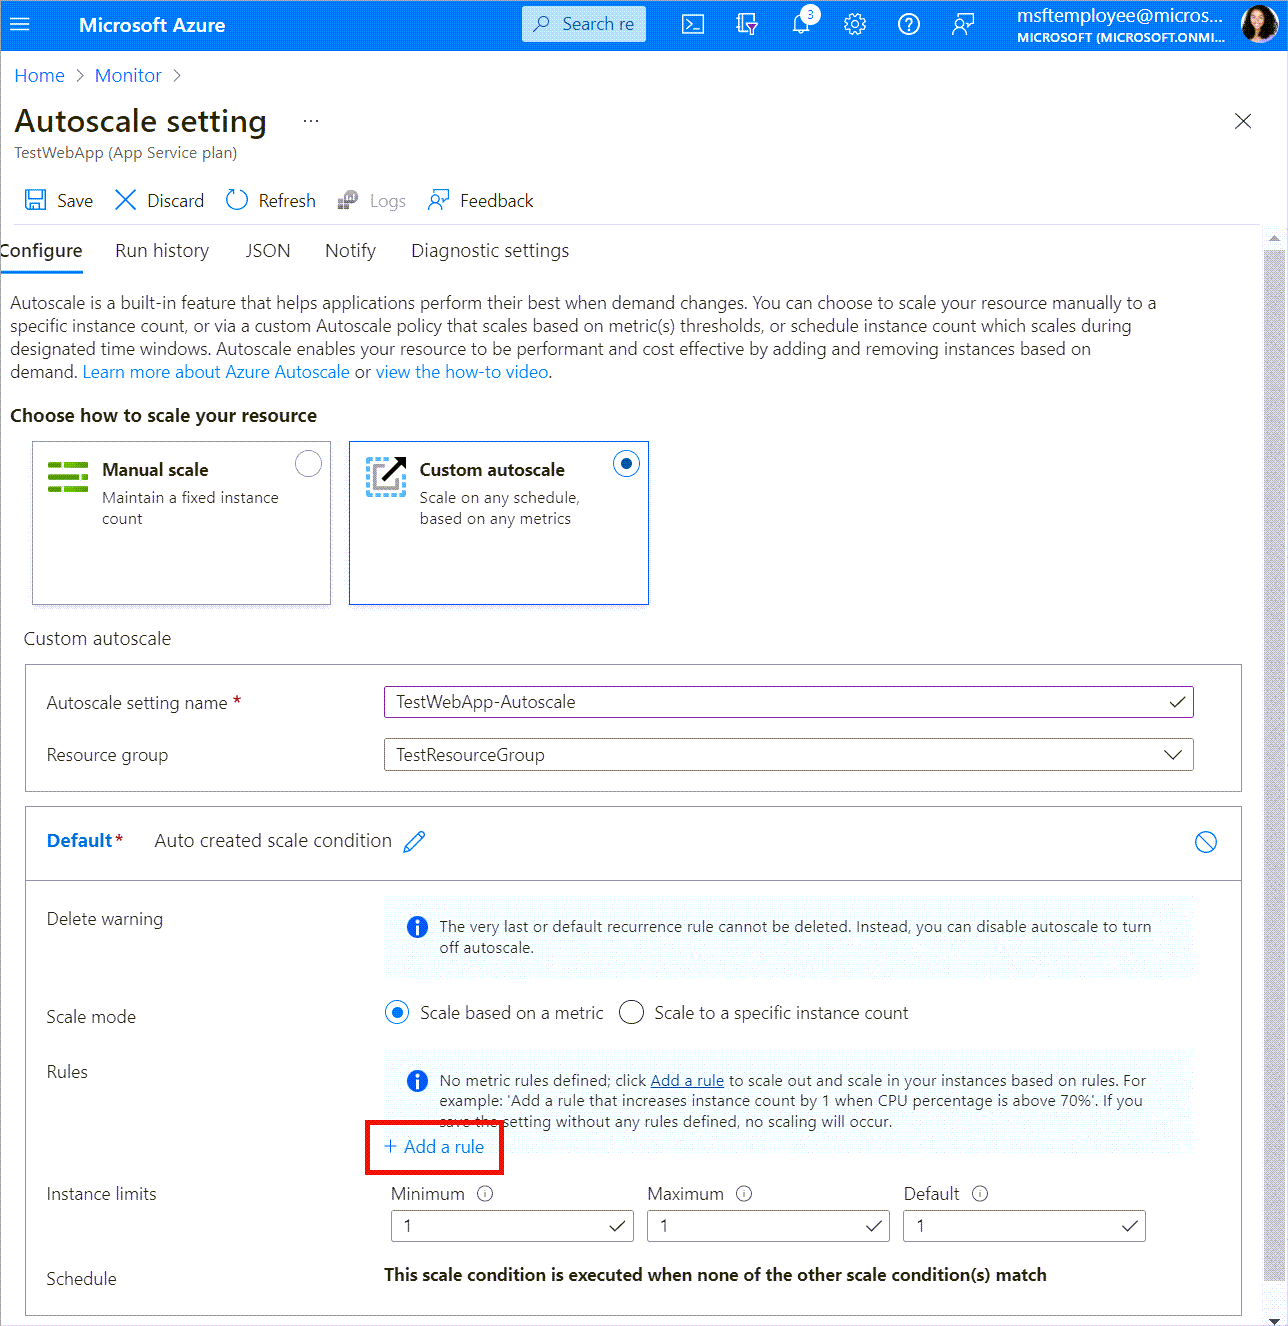 Microsoft Azure
Search re
3
msftemployee@micros...
MICROSOFT (MICROSOFT.ONMI...
Home > Monitor >
Autoscale setting ...
TestWebApp (App Service plan)
Save Discard Refresh Logs Feedback
Configure Run history JSON Notify Diagnostic settings
Autoscale is a built-in feature that helps applications perform their best when demand changes. You can choose to scale your resource manually to a
specific instance count, or via a custom Autoscale policy that scales based on metric(s) thresholds, or schedule instance count which scales during
designated time windows. Autoscale enables your resource to be performant and cost effective by adding and removing instances based on
demand. Learn more about Azure Autoscale or view the how-to video.
Choose how to scale your resource
Manual scale
Maintain a fixed instance
count
Custom autoscale
Scale on any schedule,
based on any metrics
Custom autoscale
Autoscale setting name * TestWebApp-Autoscale
Resource group TestResourceGroup
Default* Auto created scale condition
Delete warning
The very last or default recurrence rule cannot be deleted. Instead, you can disable autoscale to turn
off autoscale.
Scale mode Scale based on a metric Scale to a specific instance count
Rules
No metric rules defined; click Add a rule to scale out and scale in your instances based on rules. For
example: 'Add a rule that increases instance count by 1 when CPU percentage is above 70%'. If you
save the setting without any rules defined, no scaling will occur.
+ Add a rule
Instance limits Minimum Maximum Default
1 1 1
Schedule This scale condition is executed when none of the other scale condition(s) match